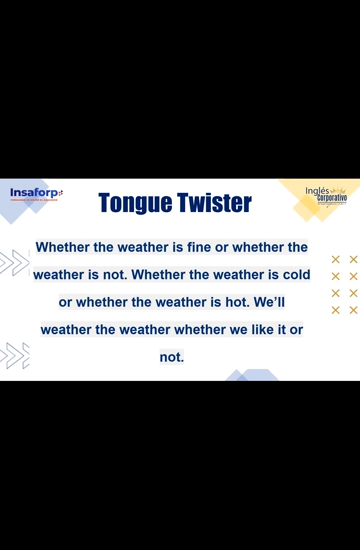 Insaforp
Inglés
Corporativo
Tongue Twister
Whether the weather is fine or whether the
weather is not. Whether the weather is cold
or whether the weather is hot. We'll
weather the weather whether we like it or
not.